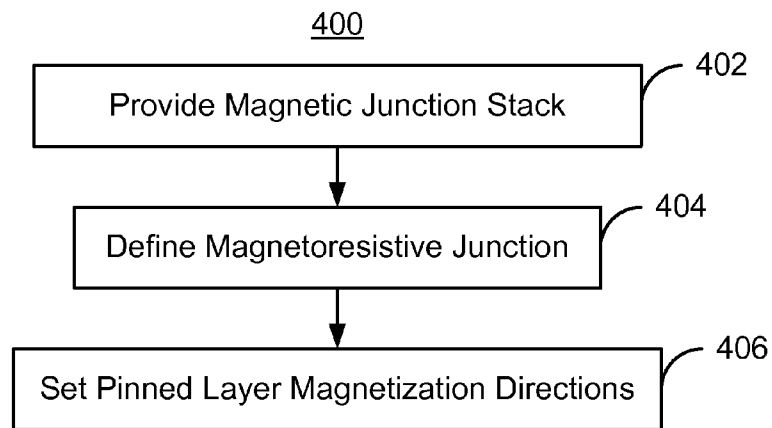 400
402
Provide Magnetic Junction Stack
404
Define Magnetoresistive Junction
406
Set Pinned Layer Magnetization Directions